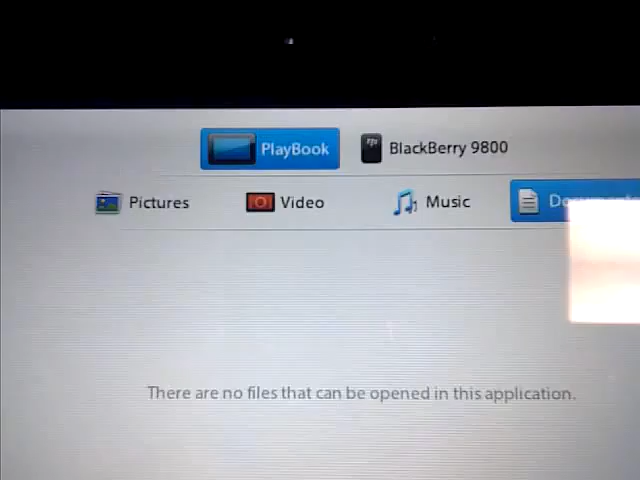 PlayBook BlackBerry 9800
Pictures Video Music
There are no files that can be opened in this application.